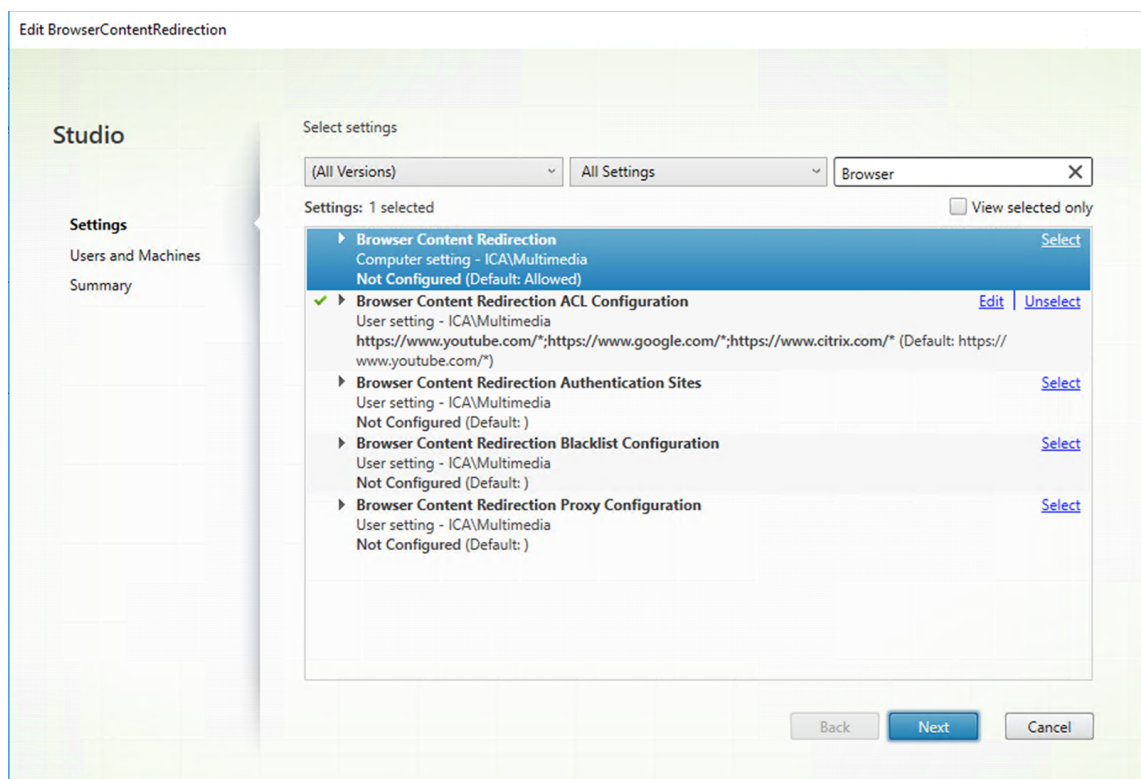 Edit BrowserContentRedirection
Studio
Settings
Users and Machines
Summary
Select settings
(All Versions)
All Settings
Browser
Settings: 1 selected
View selected only
Browser Content Redirection
Select
Computer setting - ICA\Multimedia
Not Configured (Default: Allowed)
Browser Content Redirection ACL Configuration
Edit | Unselect
User setting - ICA\Multimedia
https://www.youtube.com/*;https://www.google.com/*;https://www.citrix.com/* (Default: https://
www.youtube.com/*)
Browser Content Redirection Authentication Sites
Select
User setting - ICA\Multimedia
Not Configured (Default: )
Browser Content Redirection Blacklist Configuration
Select
User setting - ICA\Multimedia
Not Configured (Default: )
Browser Content Redirection Proxy Configuration
Select
User setting - ICA\Multimedia
Not Configured (Default: )
Back
Next
Cancel